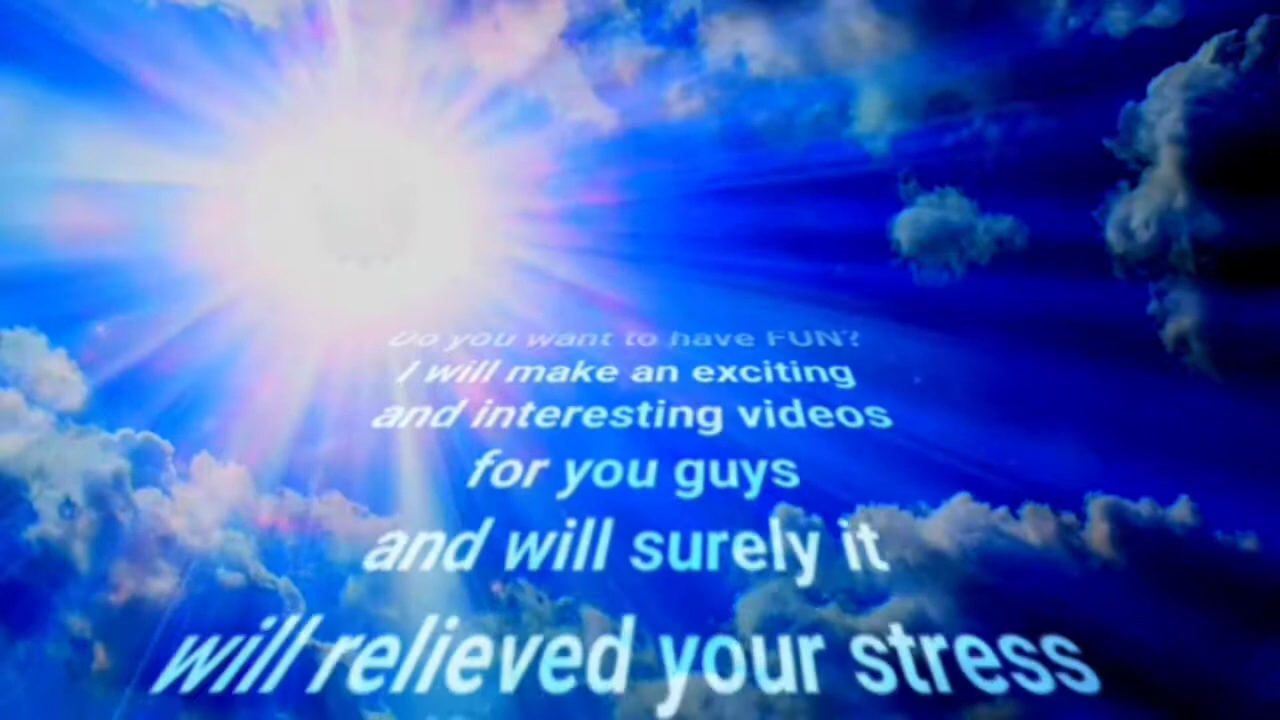 Do you want to have FUN?
I will make an exciting
and interesting videos
for you guys
and will surely it
will relieved your stress